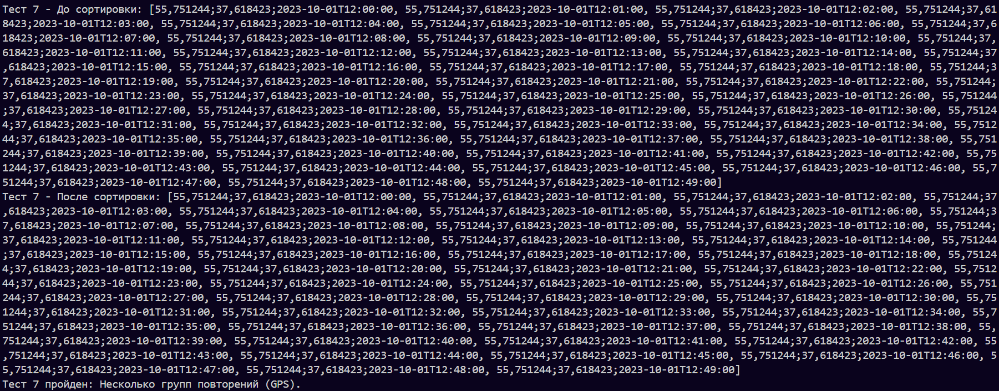 Тест 7 - До сортировки: [55,751244;37,618423;2023-10-01T12:00:00, 55,751244;37,618423;2023-10-01T12:01:00, 55,751244;37,618423;2023-10-01T12:02:00, 55,751244;37,61
8423;2023-10-01T12:03:00, 55,751244;37,618423;2023-10-01T12:04:00, 55,751244;37,618423;2023-10-01T12:05:00, 55,751244;37,618423;2023-10-01T12:06:00, 55,751244;37,6
18423;2023-10-01T12:07:00, 55,751244;37,618423;2023-10-01T12:08:00, 55,751244;37,618423;2023-10-01T12:09:00, 55,751244;37,618423;2023-10-01T12:10:00, 55,751244;37,
618423;2023-10-01T12:11:00, 55,751244;37,618423;2023-10-01T12:12:00, 55,751244;37,618423;2023-10-01T12:13:00, 55,751244;37,618423;2023-10-01T12:14:00, 55,751244;37
,618423;2023-10-01T12:15:00, 55,751244;37,618423;2023-10-01T12:16:00, 55,751244;37,618423;2023-10-01T12:17:00, 55,751244;37,618423;2023-10-01T12:18:00, 55,751244;3
7,618423;2023-10-01T12:19:00, 55,751244;37,618423;2023-10-01T12:20:00, 55,751244;37,618423;2023-10-01T12:21:00, 55,751244;37,618423;2023-10-01T12:22:00, 55,751244;
37,618423;2023-10-01T12:23:00, 55,751244;37,618423;2023-10-01T12:24:00, 55,751244;37,618423;2023-10-01T12:25:00, 55,751244;37,618423;2023-10-01T12:26:00, 55,751244
;37,618423;2023-10-01T12:27:00, 55,751244;37,618423;2023-10-01T12:28:00, 55,751244;37,618423;2023-10-01T12:29:00, 55,751244;37,618423;2023-10-01T12:30:00, 55,75124
4;37,618423;2023-10-01T12:31:00, 55,751244;37,618423;2023-10-01T12:32:00, 55,751244;37,618423;2023-10-01T12:33:00, 55,751244;37,618423;2023-10-01T12:34:00, 55,7512
44;37,618423;2023-10-01T12:35:00, 55,751244;37,618423;2023-10-01T12:36:00, 55,751244;37,618423;2023-10-01T12:37:00, 55,751244;37,618423;2023-10-01T12:38:00, 55,751
244;37,618423;2023-10-01T12:39:00, 55,751244;37,618423;2023-10-01T12:40:00, 55,751244;37,618423;2023-10-01T12:41:00, 55,751244;37,618423;2023-10-01T12:42:00, 55,75
1244;37,618423;2023-10-01T12:43:00, 55,751244;37,618423;2023-10-01T12:44:00, 55,751244;37,618423;2023-10-01T12:45:00, 55,751244;37,618423;2023-10-01T12:46:00, 55,7
51244;37,618423;2023-10-01T12:47:00, 55,751244;37,618423;2023-10-01T12:48:00, 55,751244;37,618423;2023-10-01T12:49:00]
Тест 7 - После сортировки: [55,751244;37,618423;2023-10-01T12:00:00, 55,751244;37,618423;2023-10-01T12:01:00, 55,751244;37,618423;2023-10-01T12:02:00, 55,751244;37
,618423;2023-10-01T12:03:00, 55,751244;37,618423;2023-10-01T12:04:00, 55,751244;37,618423;2023-10-01T12:05:00, 55,751244;37,618423;2023-10-01T12:06:00, 55,751244;3
7,618423;2023-10-01T12:07:00, 55,751244;37,618423;2023-10-01T12:08:00, 55,751244;37,618423;2023-10-01T12:09:00, 55,751244;37,618423;2023-10-01T12:10:00, 55,751244;
37,618423;2023-10-01T12:11:00, 55,751244;37,618423;2023-10-01T12:12:00, 55,751244;37,618423;2023-10-01T12:13:00, 55,751244;37,618423;2023-10-01T12:14:00, 55,751244
;37,618423;2023-10-01T12:15:00, 55,751244;37,618423;2023-10-01T12:16:00, 55,751244;37,618423;2023-10-01T12:17:00, 55,751244;37,618423;2023-10-01T12:18:00, 55,75124
4;37,618423;2023-10-01T12:19:00, 55,751244;37,618423;2023-10-01T12:20:00, 55,751244;37,618423;2023-10-01T12:21:00, 55,751244;37,618423;2023-10-01T12:22:00, 55,7512
44;37,618423;2023-10-01T12:23:00, 55,751244;37,618423;2023-10-01T12:24:00, 55,751244;37,618423;2023-10-01T12:25:00, 55,751244;37,618423;2023-10-01T12:26:00, 55,751
244;37,618423;2023-10-01T12:27:00, 55,751244;37,618423;2023-10-01T12:28:00, 55,751244;37,618423;2023-10-01T12:29:00, 55,751244;37,618423;2023-10-01T12:30:00, 55,75
1244;37,618423;2023-10-01T12:31:00, 55,751244;37,618423;2023-10-01T12:32:00, 55,751244;37,618423;2023-10-01T12:33:00, 55,751244;37,618423;2023-10-01T12:34:00, 55,7
51244;37,618423;2023-10-01T12:35:00, 55,751244;37,618423;2023-10-01T12:36:00, 55,751244;37,618423;2023-10-01T12:37:00, 55,751244;37,618423;2023-10-01T12:38:00, 55,
751244;37,618423;2023-10-01T12:39:00, 55,751244;37,618423;2023-10-01T12:40:00, 55,751244;37,618423;2023-10-01T12:41:00, 55,751244;37,618423;2023-10-01T12:42:00, 55
,751244;37,618423;2023-10-01T12:43:00, 55,751244;37,618423;2023-10-01T12:44:00, 55,751244;37,618423;2023-10-01T12:45:00, 55,751244;37,618423;2023-10-01T12:46:00, 5
5,751244;37,618423;2023-10-01T12:47:00, 55,751244;37,618423;2023-10-01T12:48:00, 55,751244;37,618423;2023-10-01T12:49:00]
Тест 7 пройден: Несколько групп повторений (GPS).